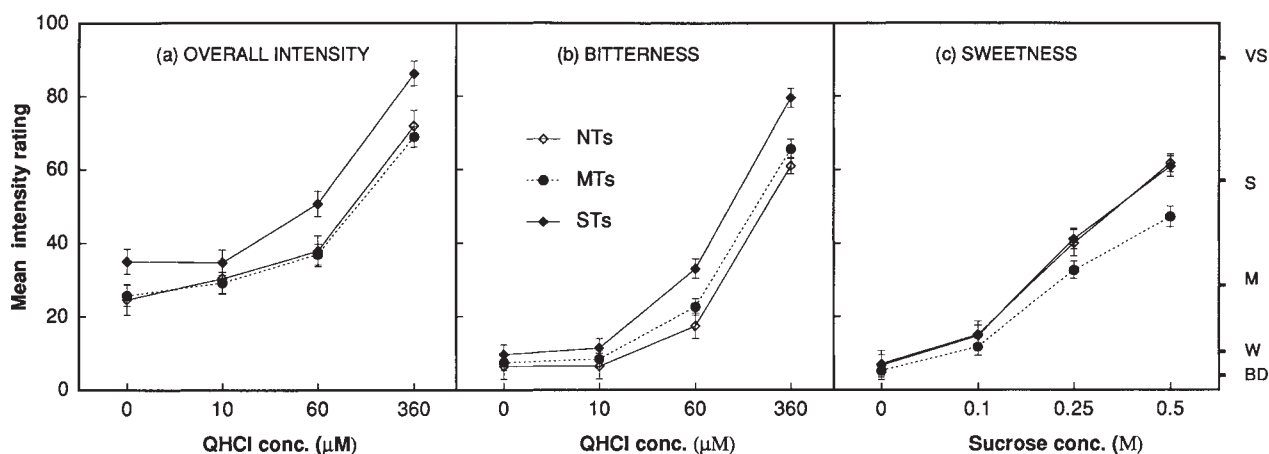 Mean intensity rating
100
80
60
40
20
0
(a) OVERALL INTENSITY
(b) BITTERNESS
(c) SWEETNESS
NTs
MTs
STs
VS
S
M
W
BD
0 10 60 360
0 10 60 360
0 0.1 0.25 0.5
QHCl conc. (μM)
QHCl conc. (μM)
Sucrose conc. (M)